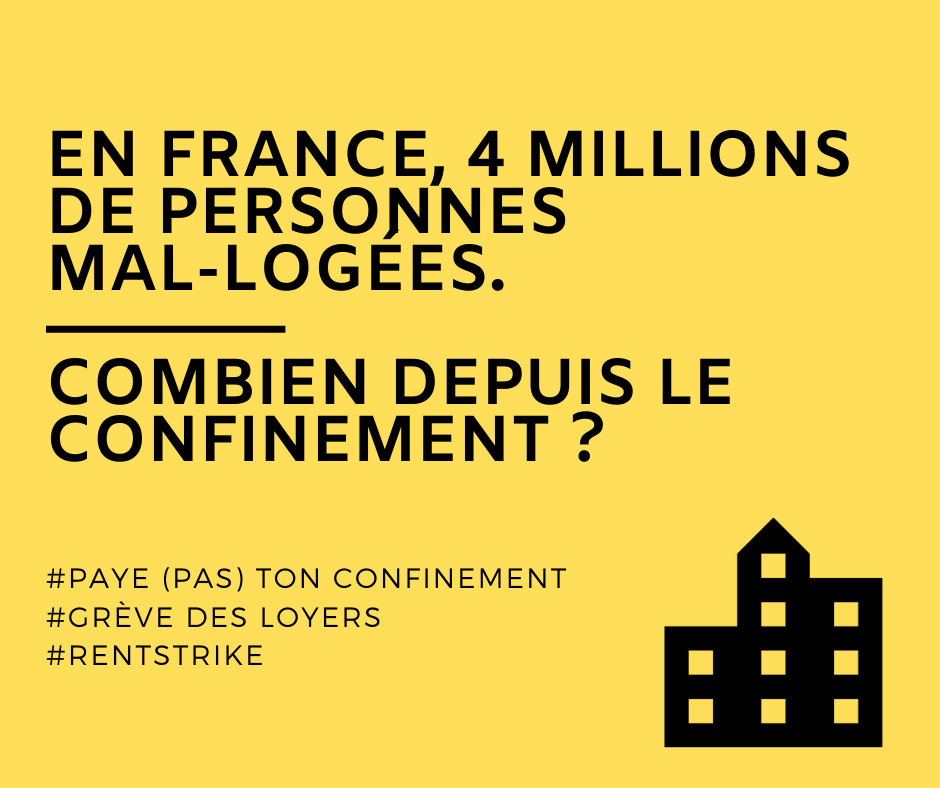 EN FRANCE, 4 MILLIONS
DE PERSONNES
MAL-LOGÉES.
COMBIEN DEPUIS LE
CONFINEMENT ?
#PAYE (PAS) TON CONFINEMENT
#GRÈVE DES LOYERS
#RENTSTRIKE